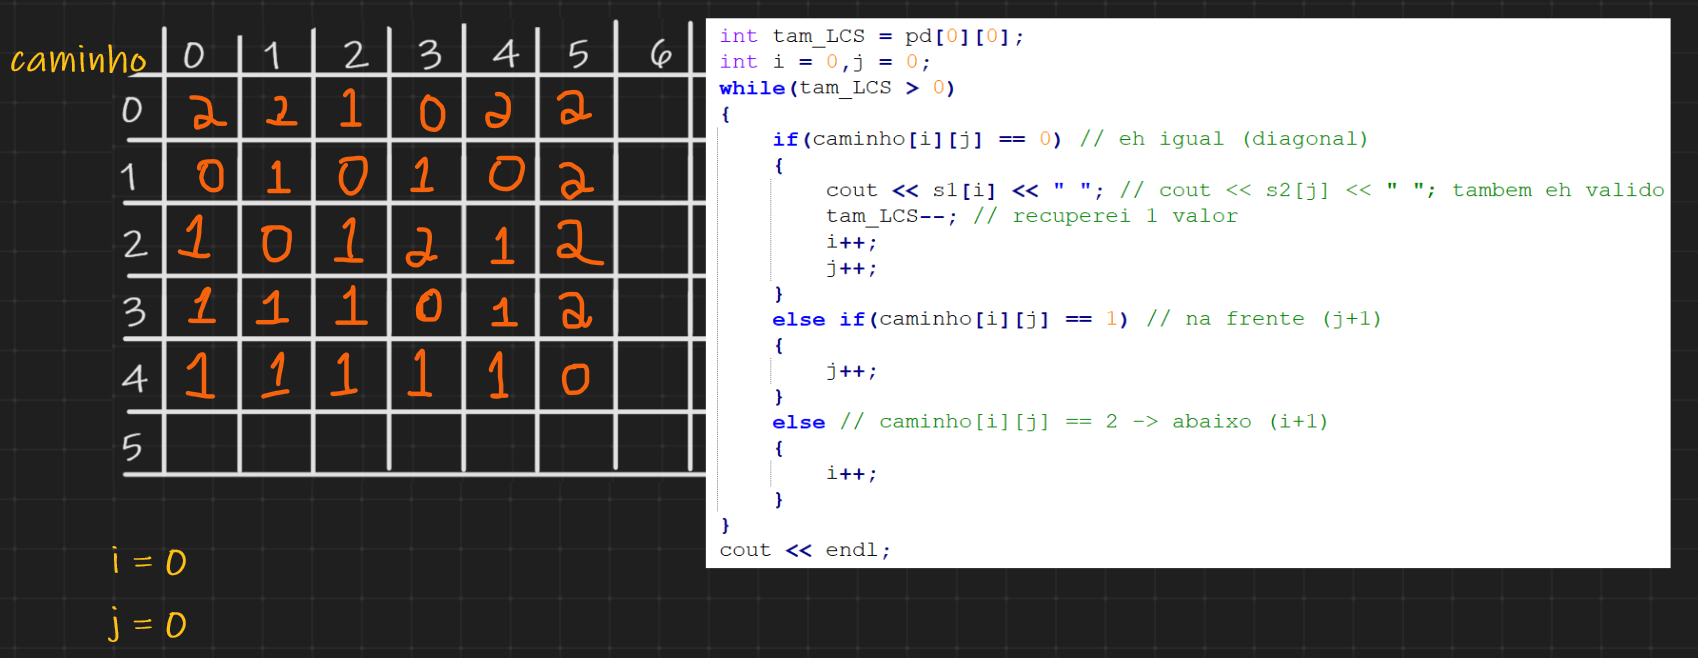 caminho 0 1 2 3 4 5 6
0 2 2 1 0 2 2
1 0 1 0 1 0 2
2 1 0 1 2 1 2
3 1 1 1 0 1 2
4 1 1 1 1 1 0
5
i = 0
j = 0
int tam_LCS = pd[0][0];
int i = 0,j = 0;
while(tam_LCS > 0)
{
if(caminho[i][j] == 0) // eh igual (diagonal)
{
cout << s1[i] << " "; // cout << s2[j] << " "; tambem eh valido
tam_LCS--; // recuperei 1 valor
i++;
j++;
}
else if(caminho[i][j] == 1) // na frente (j+1)
{
j++;
}
else // caminho[i][j] == 2 -> abaixo (i+1)
{
i++;
}
}
cout << endl;